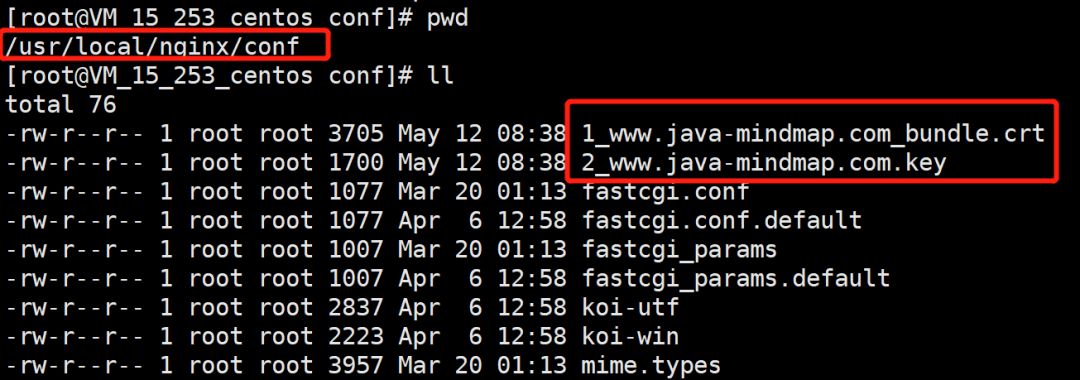 [root@VM_15_253_centos conf]# pwd
/usr/local/nginx/conf
[root@VM_15_253_centos conf]# ll
total 76
-rw-r--r-- 1 root root 3705 May 12 08:38 1_www.java-mindmap.com_bundle.crt
-rw-r--r-- 1 root root 1700 May 12 08:38 2_www.java-mindmap.com.key
-rw-r--r-- 1 root root 1077 Mar 20 01:13 fastcgi.conf
-rw-r--r-- 1 root root 1077 Apr  6 12:58 fastcgi.conf.default
-rw-r--r-- 1 root root 1007 Mar 20 01:13 fastcgi_params
-rw-r--r-- 1 root root 1007 Apr  6 12:58 fastcgi_params.default
-rw-r--r-- 1 root root 2837 Apr  6 12:58 koi-utf
-rw-r--r-- 1 root root 2223 Apr  6 12:58 koi-win
-rw-r--r-- 1 root root 3957 Mar 20 01:13 mime.types